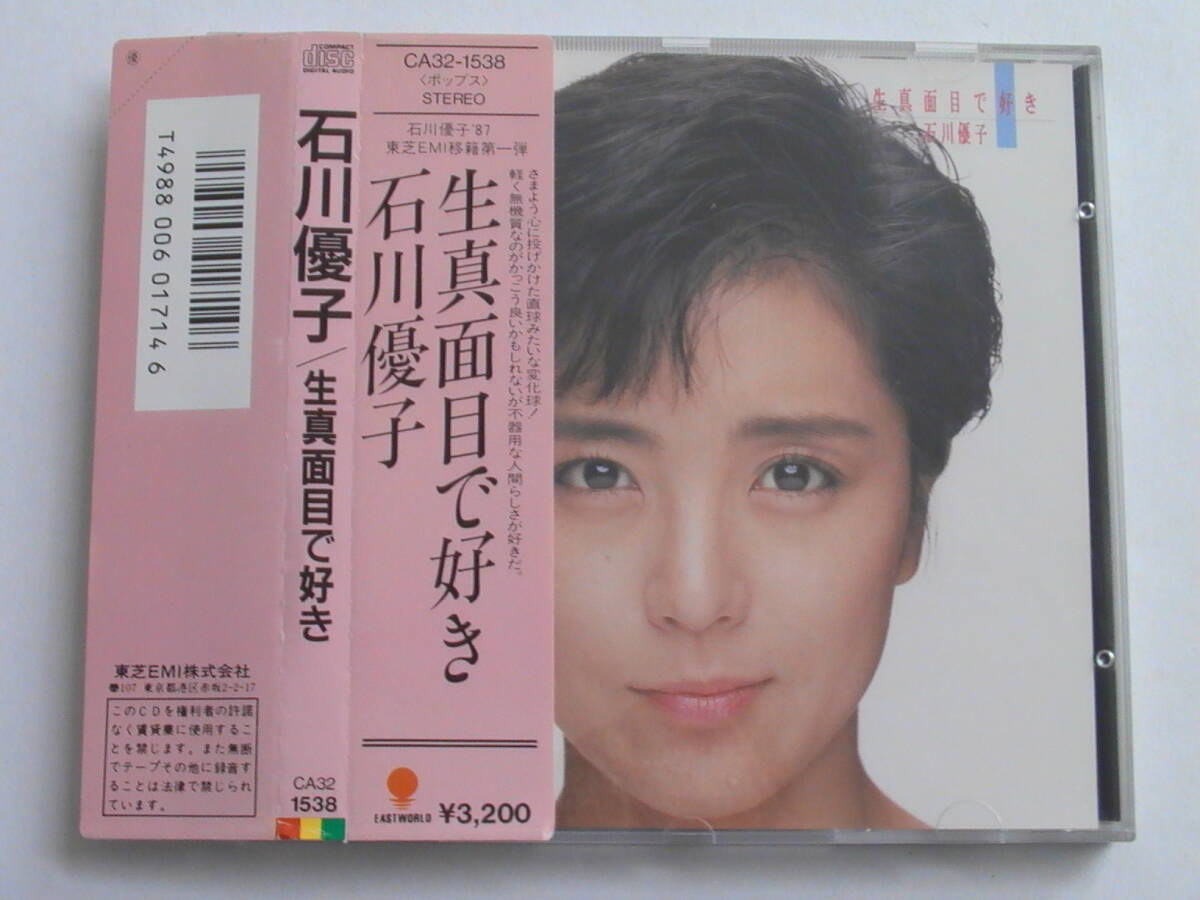 優
T4988 006 01714 6
東芝EMI株式会社
〠107 東京都港区赤坂2-2-17
このCDを権利者の許諾
なく賃貸業に使用するこ
とを禁じます。また無断
でテープその他に録音す
ることは法律で禁じられ
ています。
COMPACT
disc
DIGITAL AUDIO
石川優子/生真面目で好き
CA32
1538
CA32-1538
〈ポップス〉
STEREO
石川優子'87
東芝EMI移籍第一弾
さまよう心に投げかけた直球みたいな変化球!
軽く無機質なのがかっこう良いかもしれないが不器用な人間らしさが好きだ。
生真面目で好き
石川優子
EASTWORLD
¥3,200
生真面目で好き
石川優子